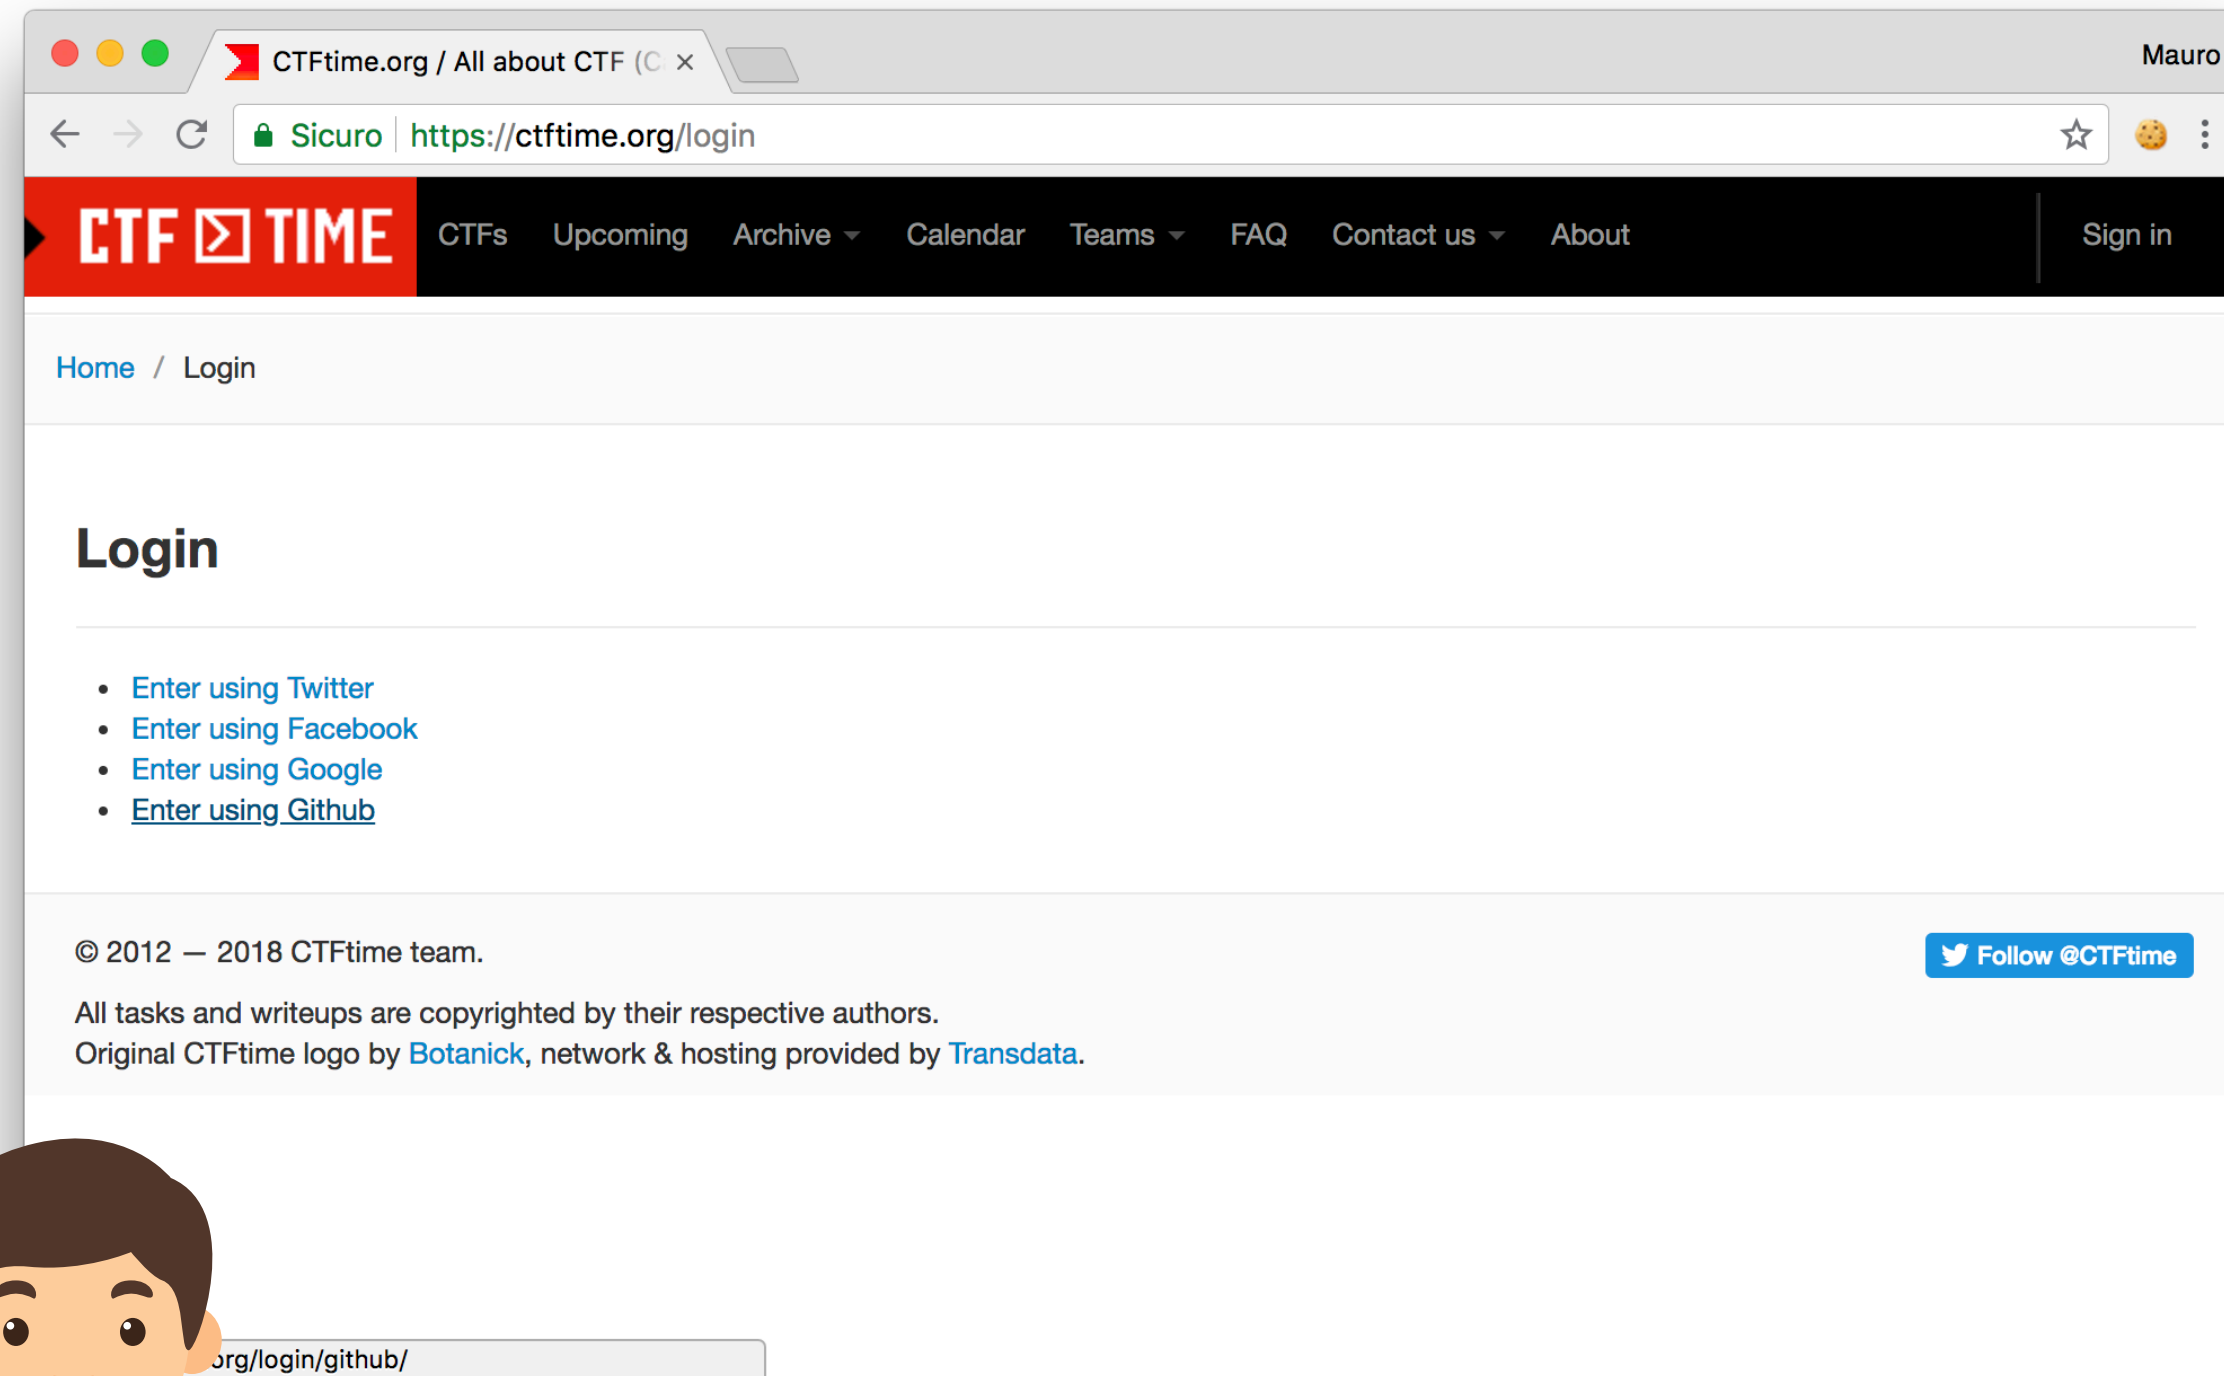 CTFtime.org / All about CTF (C
Mauro
Sicuro https://ctftime.org/login
CTF TIME CTFs Upcoming Archive Calendar Teams FAQ Contact us About Sign in
Home / Login
Login
Enter using Twitter
Enter using Facebook
Enter using Google
Enter using Github
© 2012 — 2018 CTFtime team.
Follow @CTFtime
All tasks and writeups are copyrighted by their respective authors.
Original CTFtime logo by Botanick, network & hosting provided by Transdata.
org/login/github/